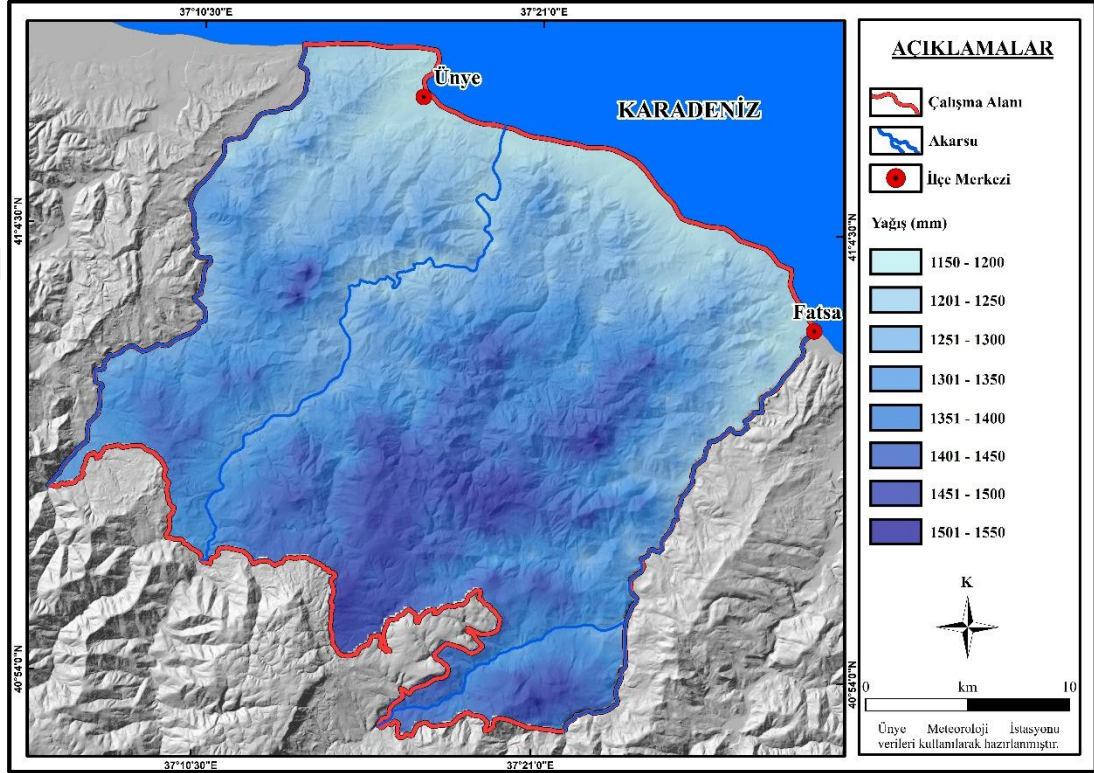 37°10'30"E
37°21'0"E
41°4'30"N
41°4'30"N
Ünye
KARADENİZ
Fatsa
40°54'0"N
40°54'0"N
37°10'30"E
37°21'0"E
AÇIKLAMALAR
Çalışma Alanı
Akarsu
İlçe Merkezi
Yağış (mm)
1150 - 1200
1201 - 1250
1251 - 1300
1301 - 1350
1351 - 1400
1401 - 1450
1451 - 1500
1501 - 1550
K
0 km 10
Ünye Meteoroloji İstasyonu
verileri kullanılarak hazırlanmıştır.